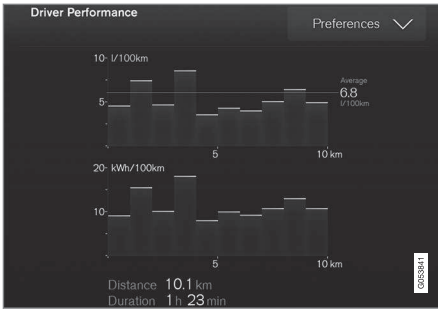 Driver Performance
Preferences
10 l/100km
Average
6.8
l/100km
5
5
10 km
20 kWh/100km
10
5
10 km
Distance 10.1 km
Duration 1 h 23 min
G053841